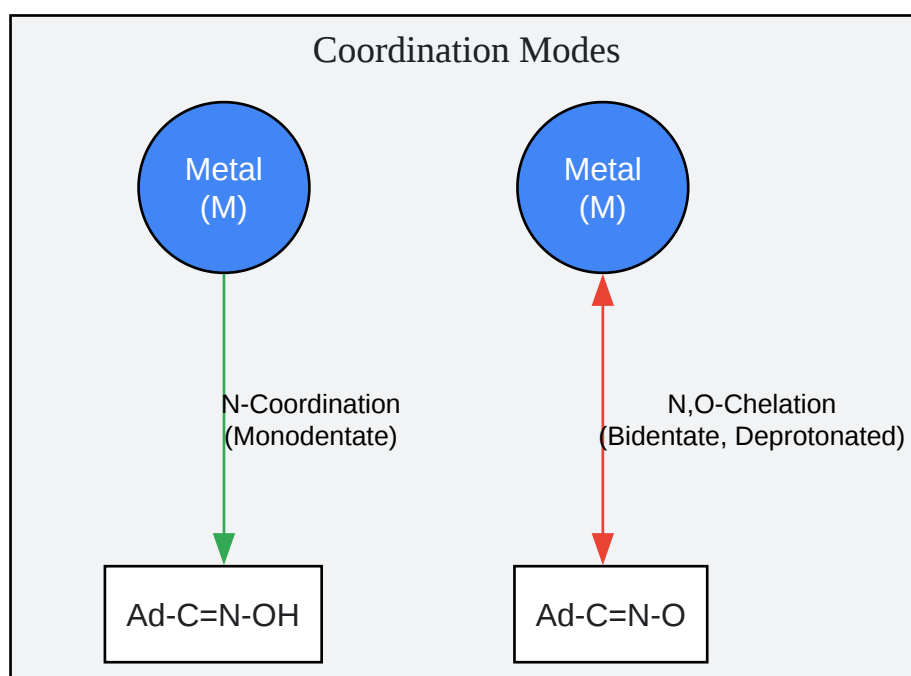 Coordination Modes
Metal
(M)
Metal
(M)
N-Coordination
(Monodentate)
N,O-Chelation
(Bidentate, Deprotonated)
Ad-C=N-OH
Ad-C=N-O